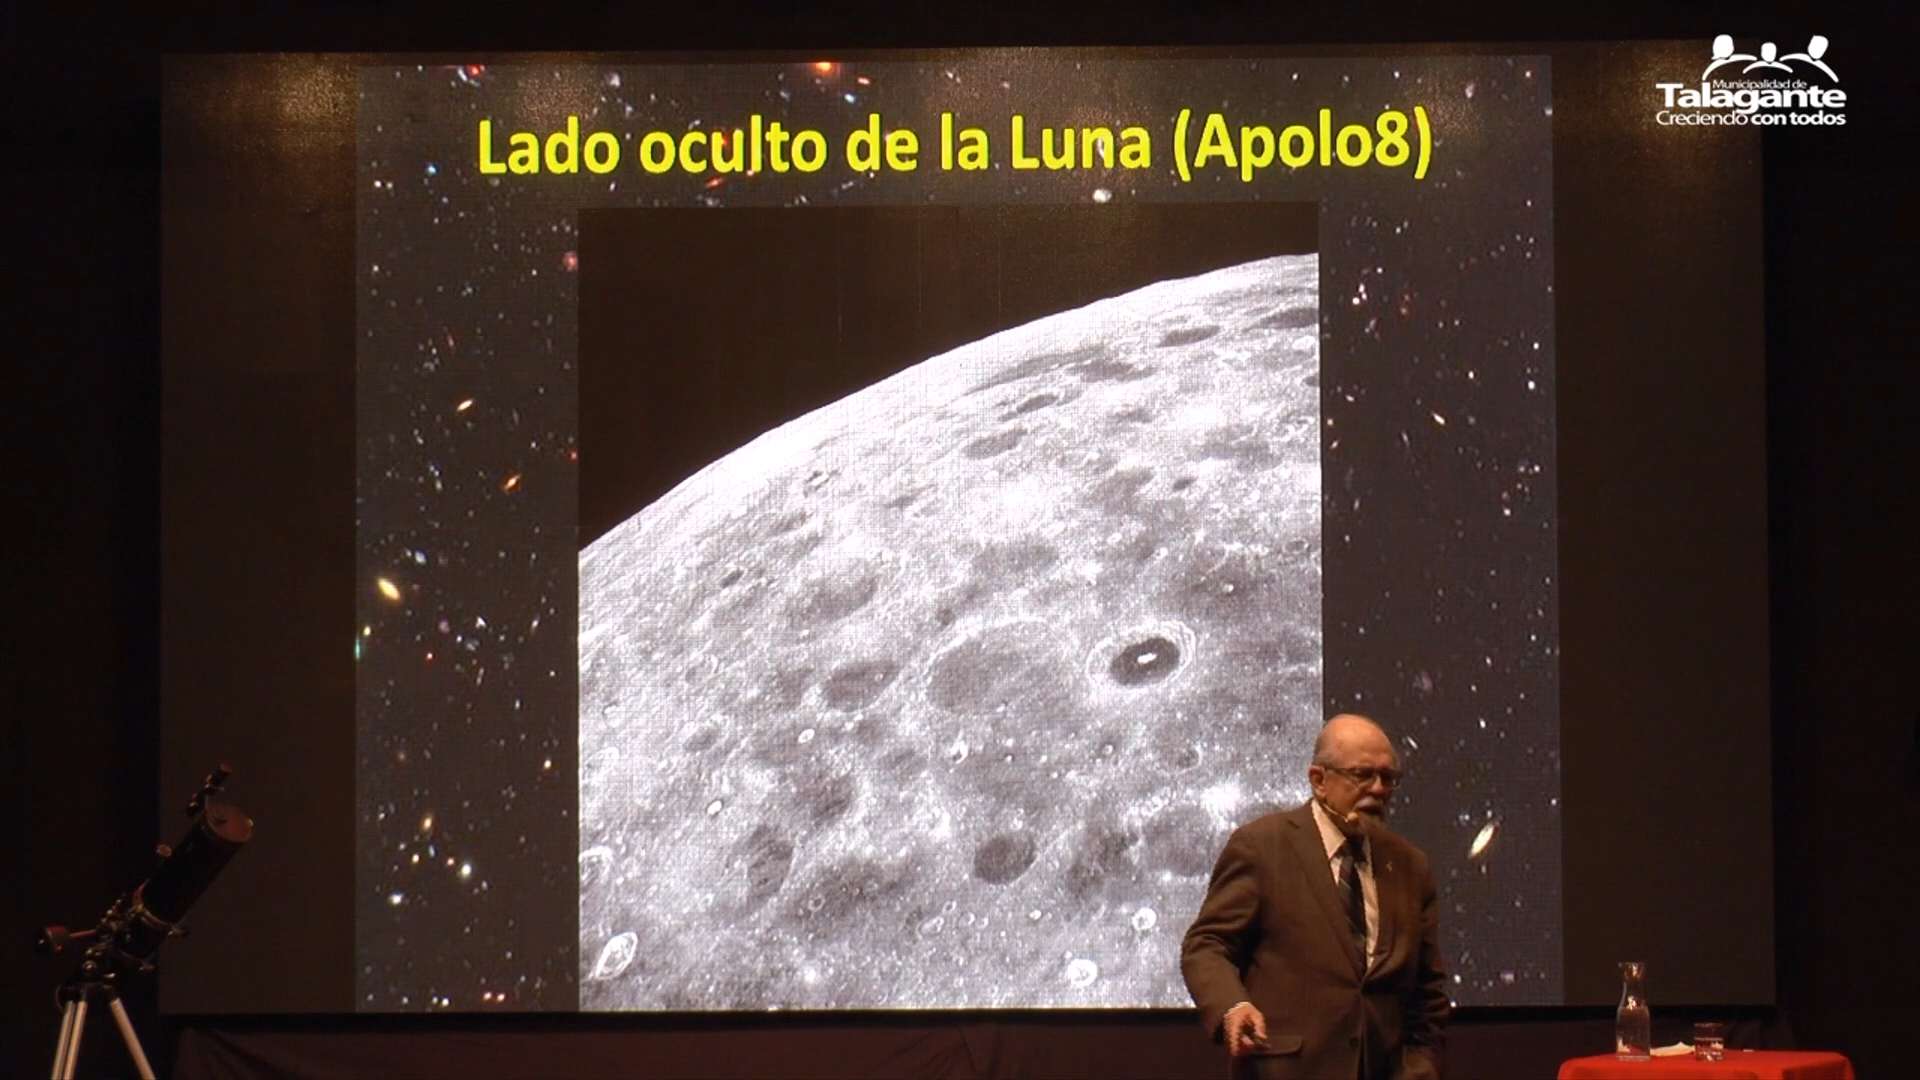 Lado oculto de la Luna (Apolo8)
Municipalidad de
Talagante
Creciendo con todos